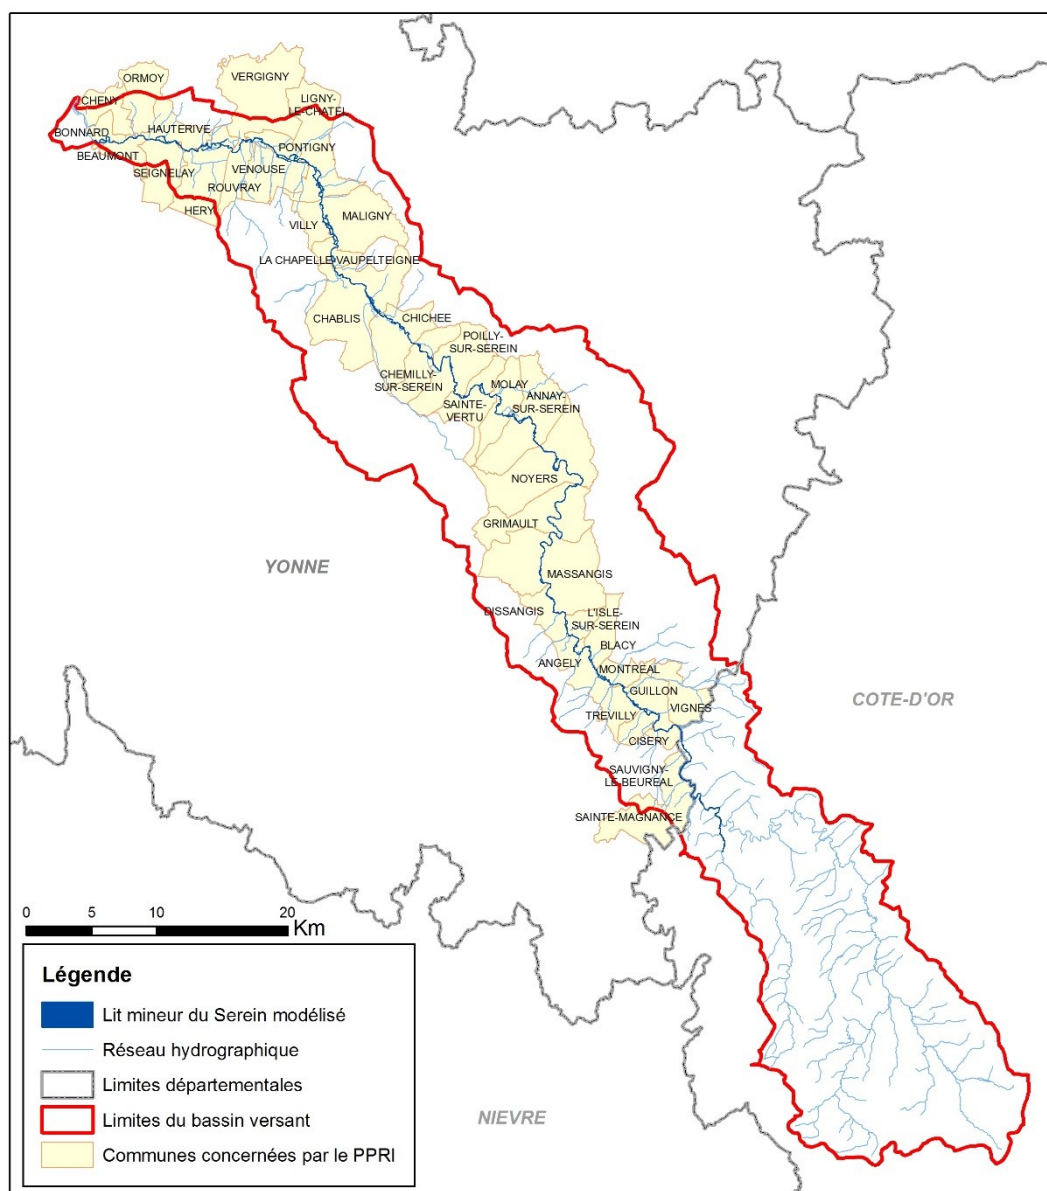 ORMOY
VERGIGNY
CHENY
LIGNY-
LE-CHATEL
BONNARD
HAUTERIVE
BEAUMONT
PONTIGNY
SEIGNELAY
VENOUSE
ROUVRAY
HERY
MALIGNY
VILLY
LA CHAPELLE-VAUPELTEIGNE
CHABLIS
CHICHEE
POILLY-
SUR-SEREIN
CHEMILLY-
SUR-SEREIN
MOLAY
ANNAY-
SUR-SEREIN
SAINTE-
VERTU
NOYERS
GRIMAULT
YONNE
MASSANGIS
DISSANGIS
L'ISLE-
SUR-SEREIN
BLACY
ANGELY
MONTREAL
GUILLON
VIGNES
COTE-D'OR
TREVILLY
CISERY
SAUVIGNY-
LE-BEUREAL
SAINTE-MAGNANCE
0 5 10 20
Km
Légende
Lit mineur du Serein modélisé
Réseau hydrographique
Limites départementales
Limites du bassin versant
Communes concernées par le PPRI
NIEVRE